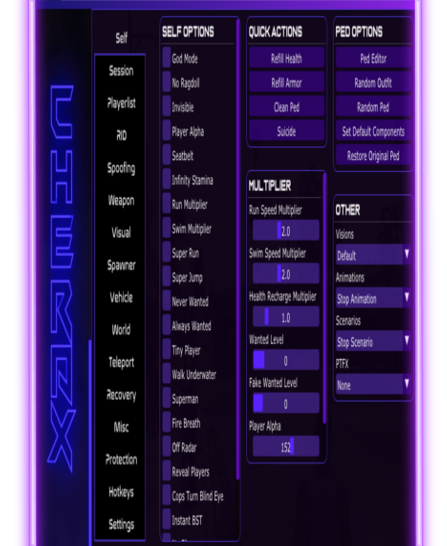 CHERAX
Self
Session
Playerlist
RID
Spoofing
Weapon
Visual
Spawner
Vehicle
World
Teleport
Recovery
Misc
Protection
Hotkeys
Settings
SELF OPTIONS
God Mode
No Ragdoll
Invisible
Player Alpha
Seatbelt
Infinity Stamina
Run Multiplier
Swim Multiplier
Super Run
Super Jump
Never Wanted
Always Wanted
Tiny Player
Walk Underwater
Superman
Fire Breath
Off Radar
Reveal Players
Cops Turn Blind Eye
Instant BST
QUICK ACTIONS
Refill Health
Refill Armor
Clean Ped
Suicide
MULTIPLIER
Run Speed Multiplier
2.0
Swim Speed Multiplier
2.0
Health Recharge Multiplier
1.0
Wanted Level
0
Fake Wanted Level
0
Player Alpha
152
PED OPTIONS
Ped Editor
Random Outfit
Random Ped
Set Default Components
Restore Original Ped
OTHER
Visions
Default
Animations
Stop Animation
Scenarios
Stop Scenario
PTFX
None